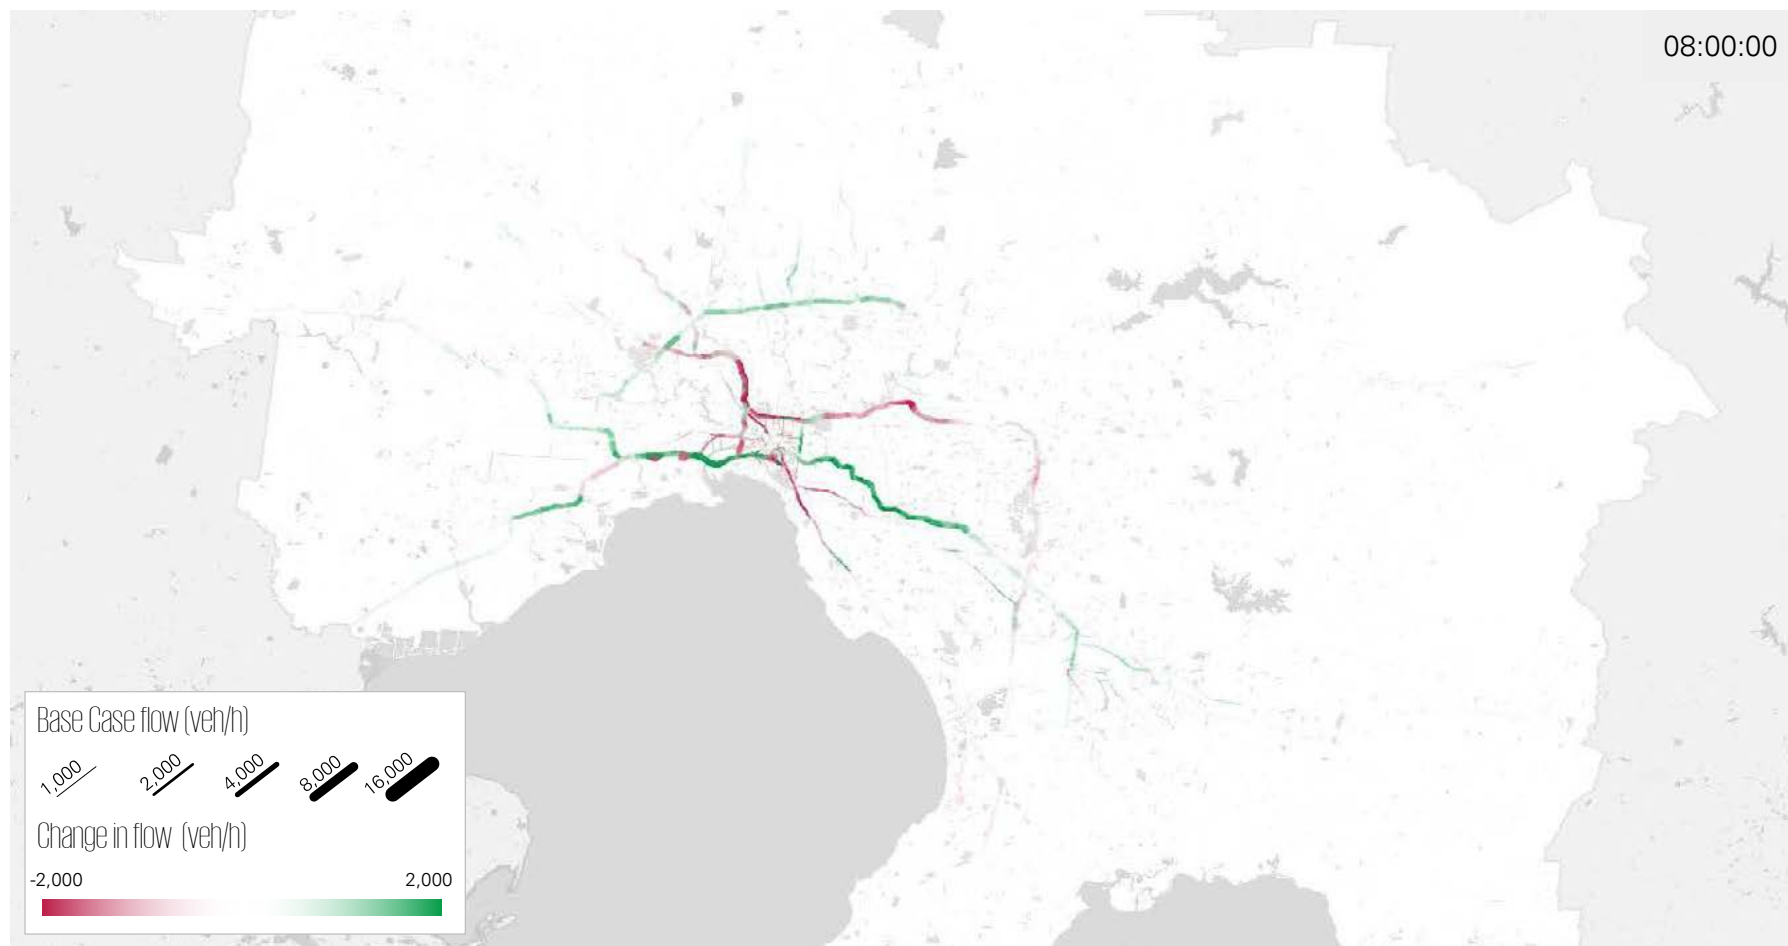 08:00:00
Base Case flow (veh/h)
1,000 2,000 4,000 8,000 16,000
Change in flow (veh/h)
-2,000 2,000